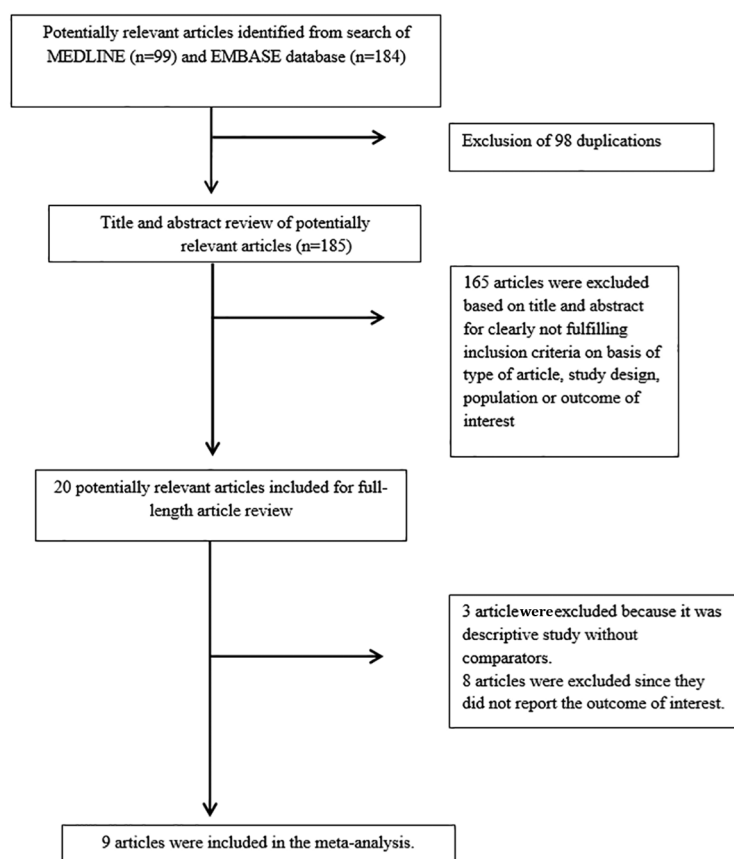 Potentially relevant articles identified from search of
MEDLINE (n=99) and EMBASE database (n=184)
Exclusion of 98 duplications
Title and abstract review of potentially
relevant articles (n=185)
165 articles were excluded
based on title and abstract
for clearly not fulfilling
inclusion criteria on basis of
type of article, study design,
population or outcome of
interest
20 potentially relevant articles included for full-
length article review
3 article were excluded because it was
descriptive study without
comparators.
8 articles were excluded since they
did not report the outcome of interest.
9 articles were included in the meta-analysis.